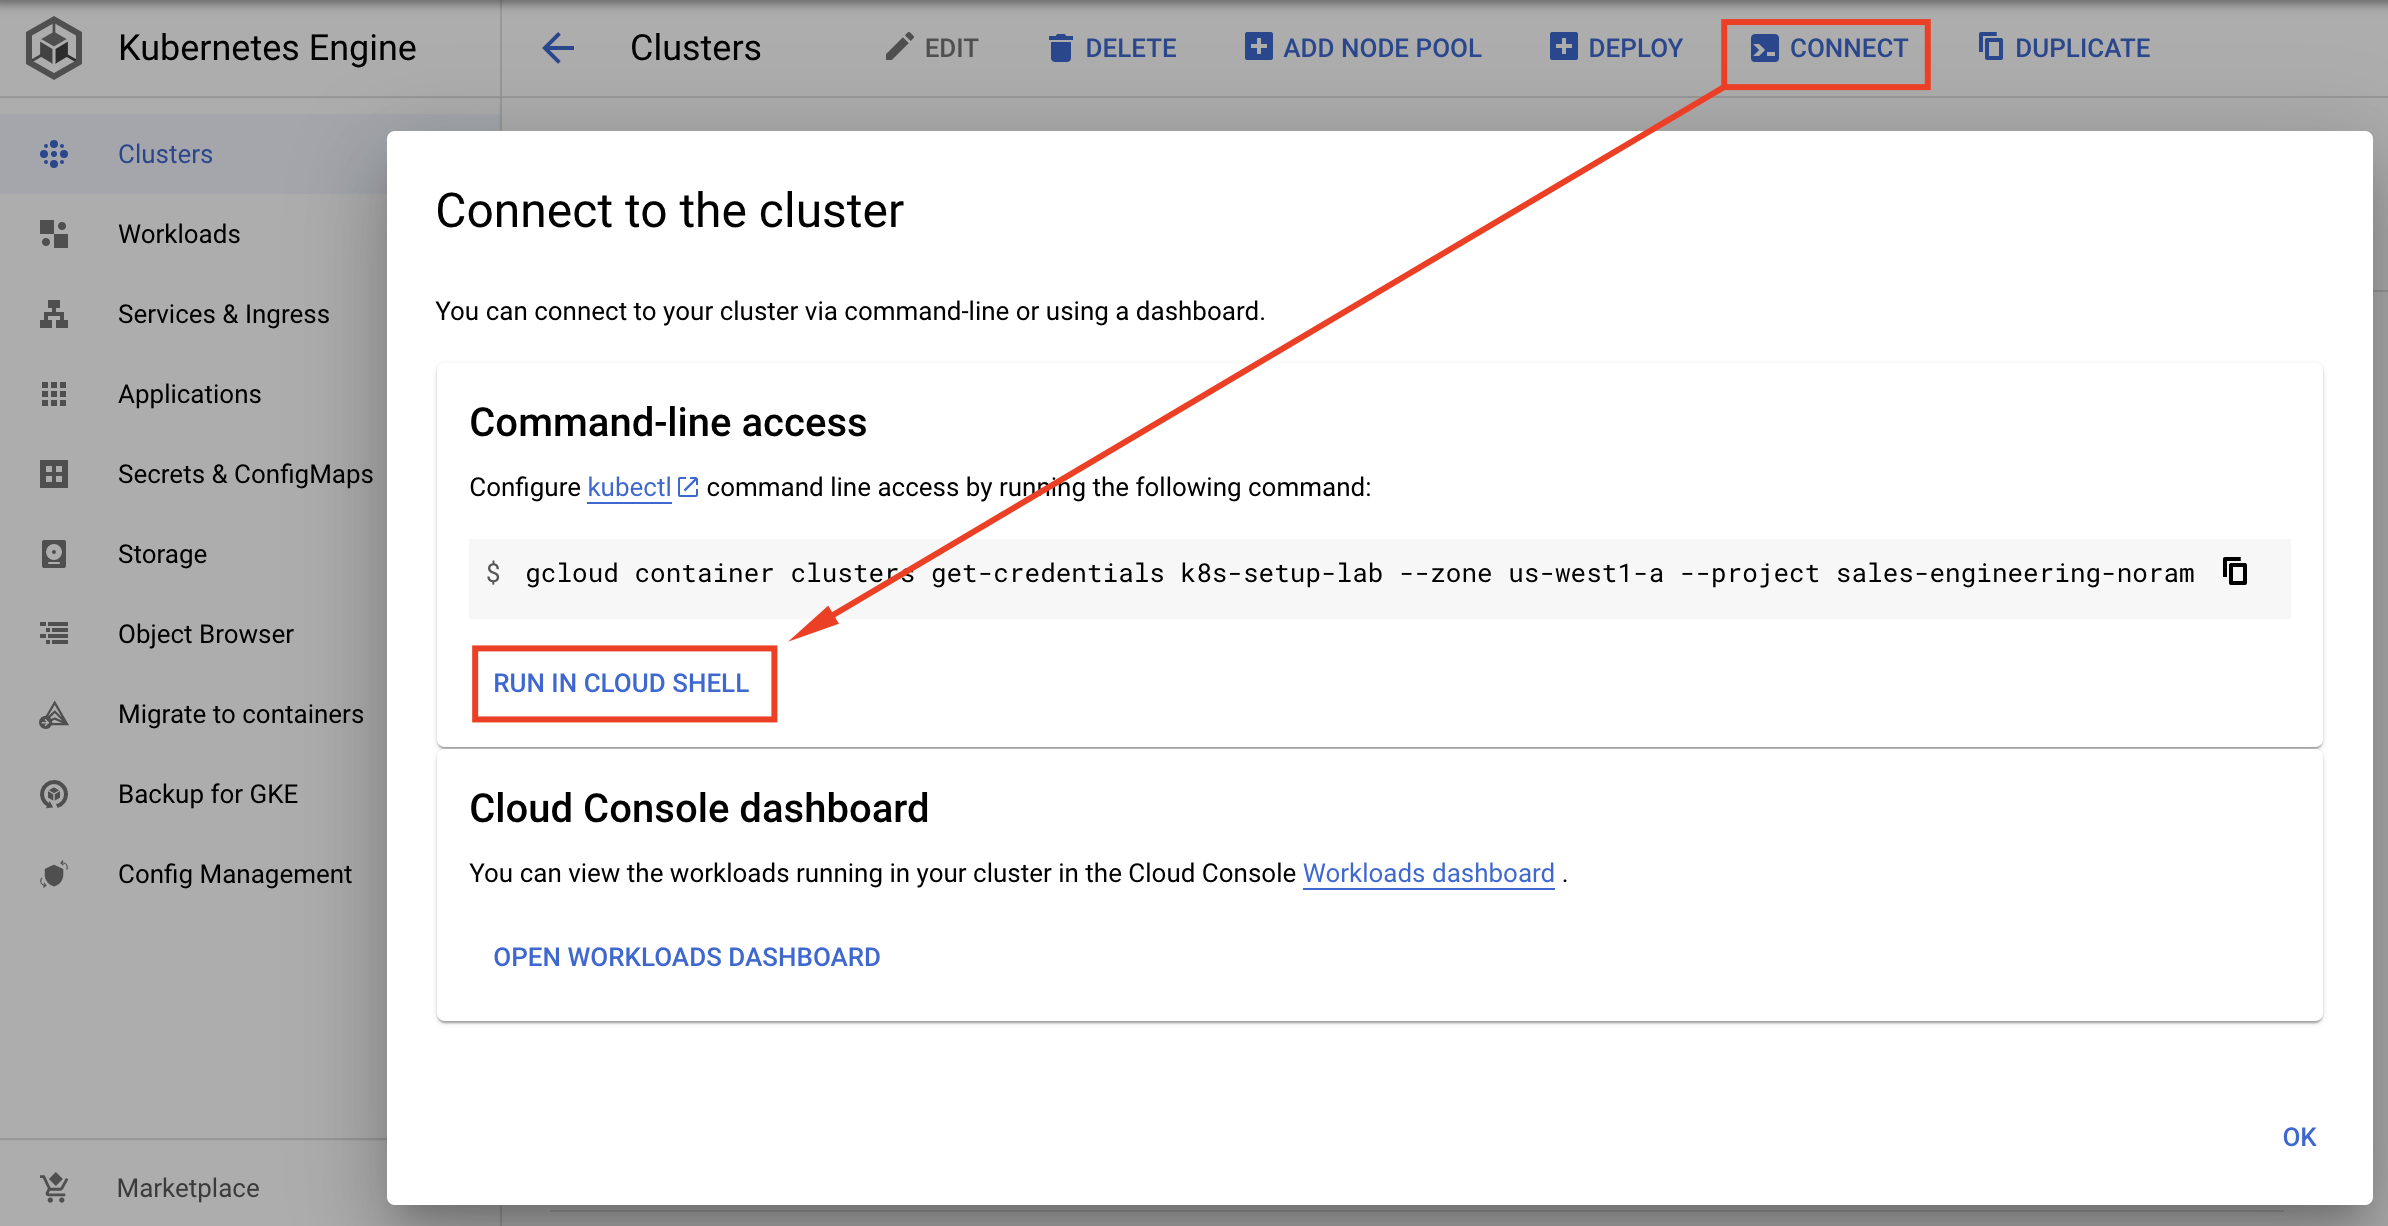 Kubernetes Engine
Clusters
EDIT
DELETE
ADD NODE POOL
DEPLOY
CONNECT
DUPLICATE
Clusters
Workloads
Services & Ingress
Applications
Secrets & ConfigMaps
Storage
Object Browser
Migrate to containers
Backup for GKE
Config Management
Marketplace
Connect to the cluster
You can connect to your cluster via command-line or using a dashboard.
Command-line access
Configure kubectl command line access by running the following command:
$ gcloud container clusters get-credentials k8s-setup-lab --zone us-west1-a --project sales-engineering-noram
RUN IN CLOUD SHELL
Cloud Console dashboard
You can view the workloads running in your cluster in the Cloud Console Workloads dashboard .
OPEN WORKLOADS DASHBOARD
OK